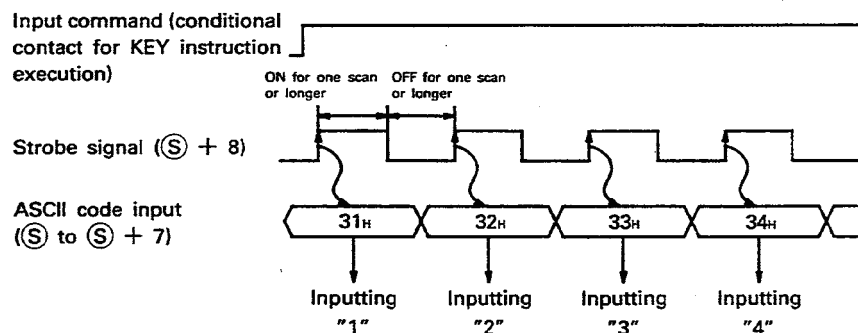 Input command (conditional
contact for KEY instruction
execution)
ON for one scan
or longer
OFF for one scan
or longer
Strobe signal (Ⓢ + 8)
ASCII code input
(Ⓢ to Ⓢ + 7)
31H
32H
33H
34H
Inputting
"1"
Inputting
"2"
Inputting
"3"
Inputting
"4"